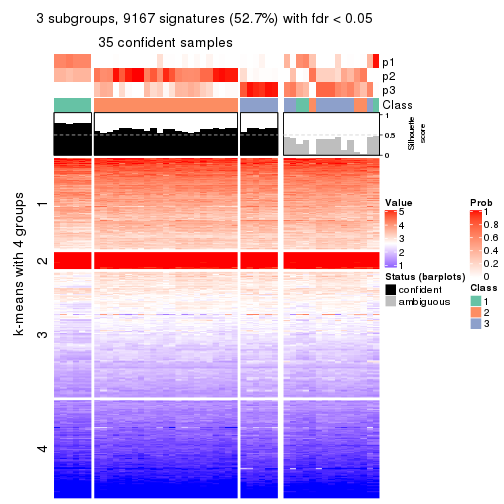 3 subgroups, 9167 signatures (52.7%) with fdr < 0.05
35 confident samples
p1
p2
p3
Class
1
0.5
0
Silhouette
score
k-means with 4 groups
1
2
3
4
Value
5
4
3
2
1
Status (barplots)
confident
ambiguous
Prob
1
0.8
0.6
0.4
0.2
0
Class
1
2
3